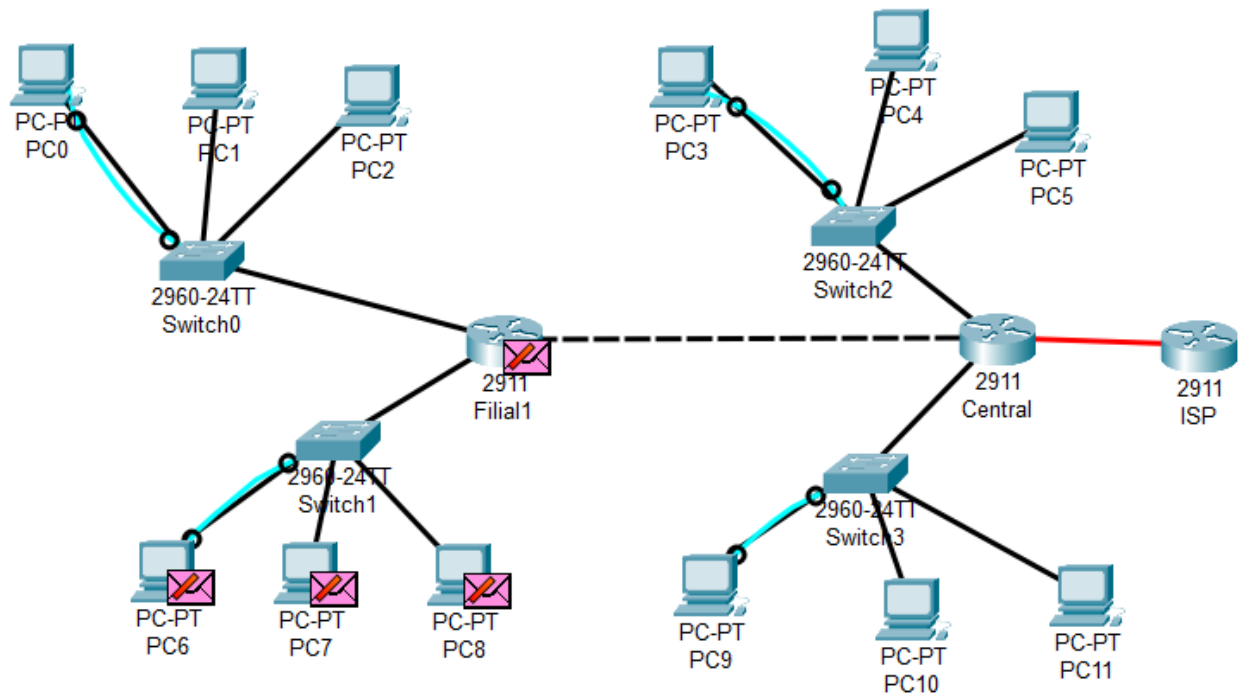 PC-PT
PC0
PC-PT
PC1
PC-PT
PC2
PC-PT
PC3
PC-PT
PC4
PC-PT
PC5
2960-24TT
Switch0
2960-24TT
Switch2
2911
Filial1
2911
Central
2911
ISP
2960-24TT
Switch1
2960-24TT
Switch3
PC-PT
PC6
PC-PT
PC7
PC-PT
PC8
PC-PT
PC9
PC-PT
PC10
PC-PT
PC11